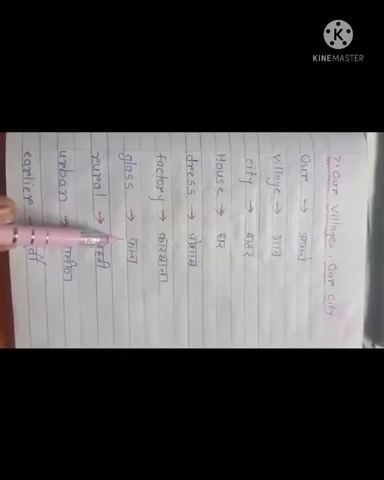 KINEMASTER
7. Our Village, Our city
Our →
Village → गाव
city → शहर
House → घर
dress → पोशाख
factory → कारखाना
glass → काच
rural →
urban →
earlier →